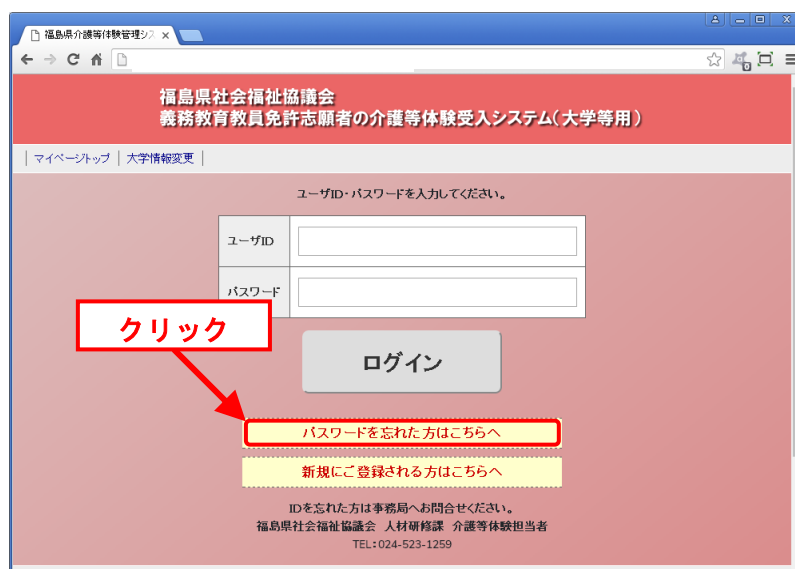 福島県介護等体験管理シス
福島県社会福祉協議会
義務教育教員免許志願者の介護等体験受入システム(大学等用)
｜マイページトップ｜大学情報変更｜
ユーザID・パスワードを入力してください。
ユーザID
パスワード
クリック
ログイン
パスワードを忘れた方はこちらへ
新規にご登録される方はこちらへ
IDを忘れた方は事務局へお問合せください。
福島県社会福祉協議会 人材研修課 介護等体験担当者
TEL:024-523-1259